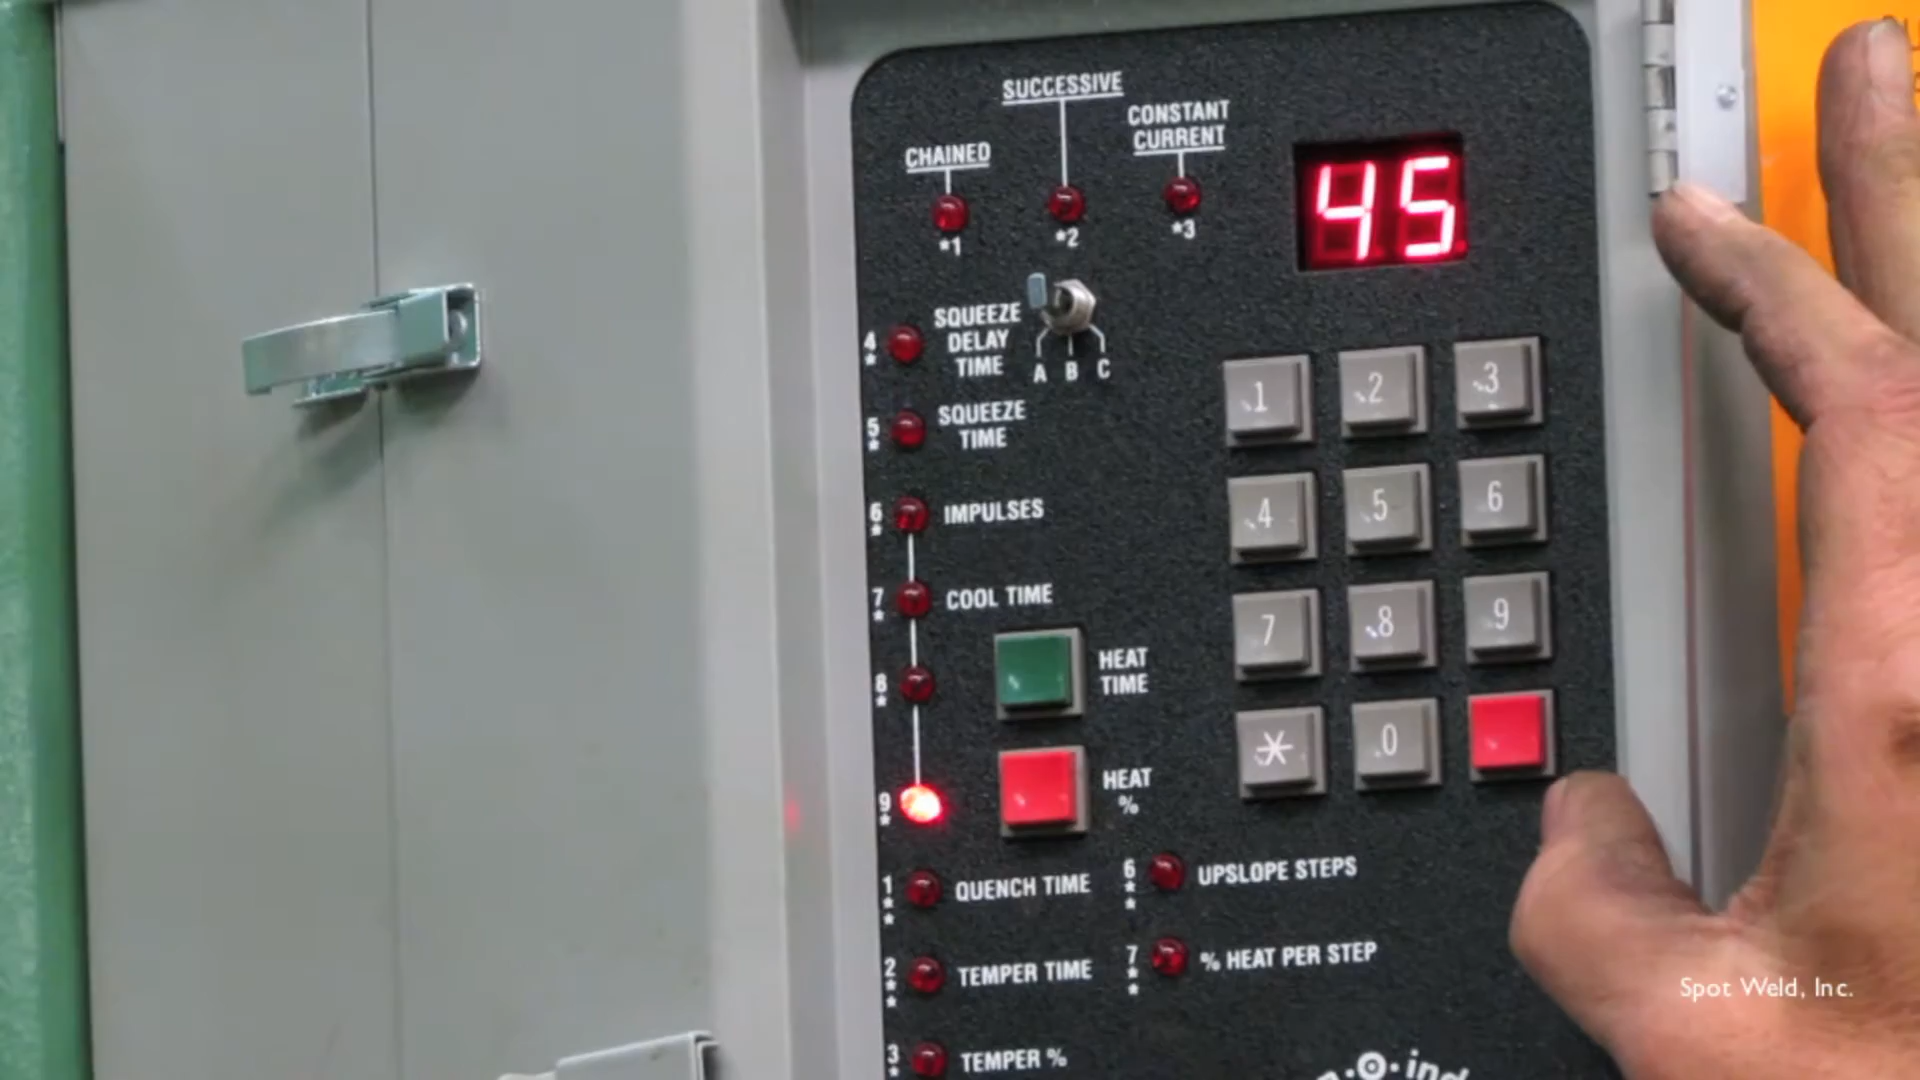 SUCCESSIVE
CONSTANT
CURRENT
CHAINED
45
*1
*2
*3
4
*
SQUEEZE
DELAY
TIME
A B C
5
*
SQUEEZE
TIME
6
*
IMPULSES
7
*
COOL TIME
8
*
HEAT
TIME
9
*
HEAT
%
1 2 3
4 5 6
7 8 9
* 0
1
*
*
QUENCH TIME
6
*
*
UPSLOPE STEPS
2
*
*
TEMPER TIME
7
*
*
% HEAT PER STEP
3
*
TEMPER %
Spot Weld, Inc.